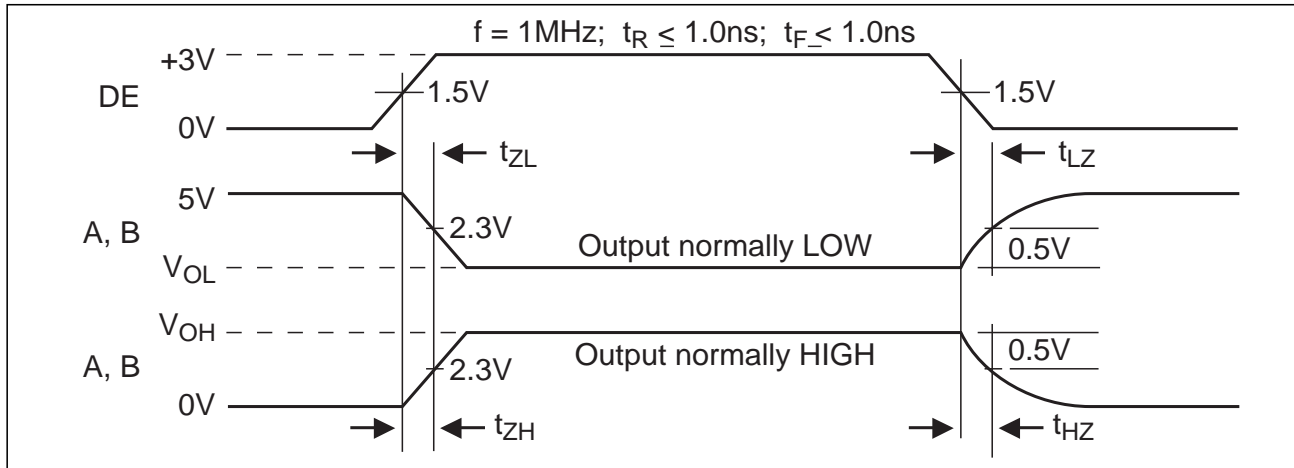 f = 1MHz; tR ≤ 1.0ns; tF < 1.0ns
+3V
DE
1.5V
1.5V
0V
tZL
tLZ
5V
A, B
2.3V
Output normally LOW
0.5V
VOL
VOH
A, B
2.3V
Output normally HIGH
0.5V
0V
tZH
tHZ